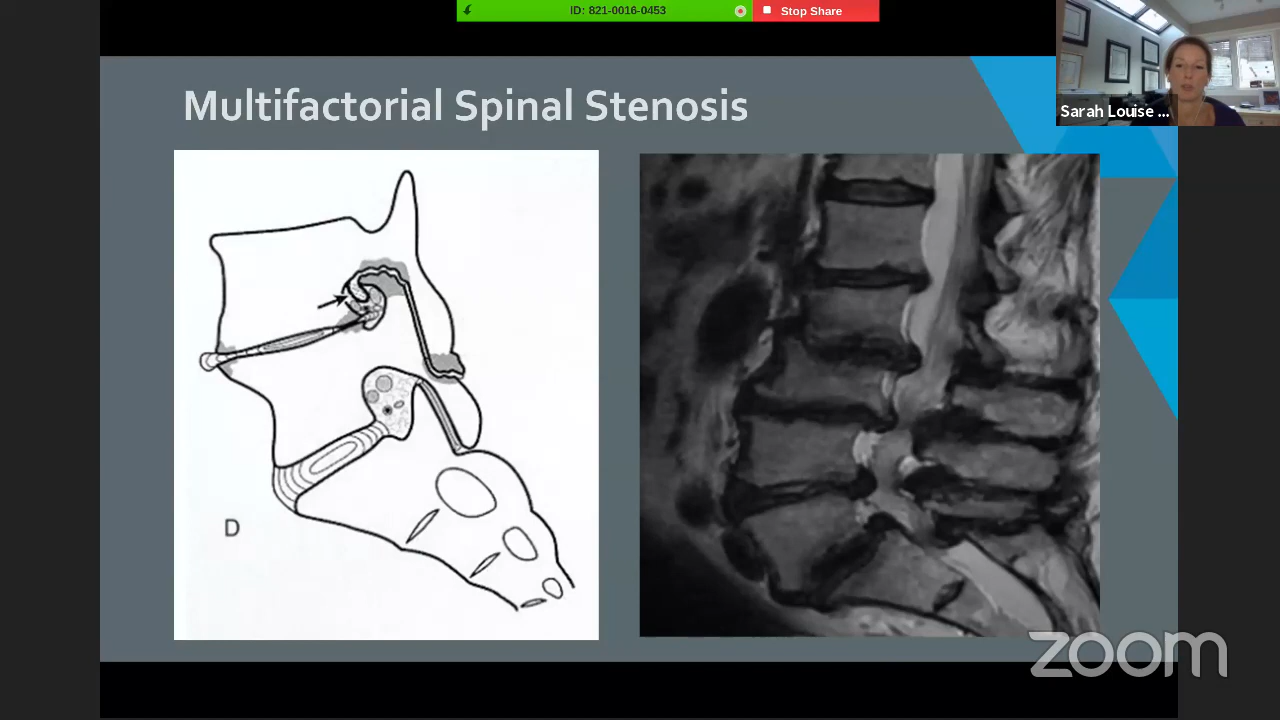 ID: 821-0016-0453
Stop Share
Multifactorial Spinal Stenosis
Sarah Louise ...
D
zoom